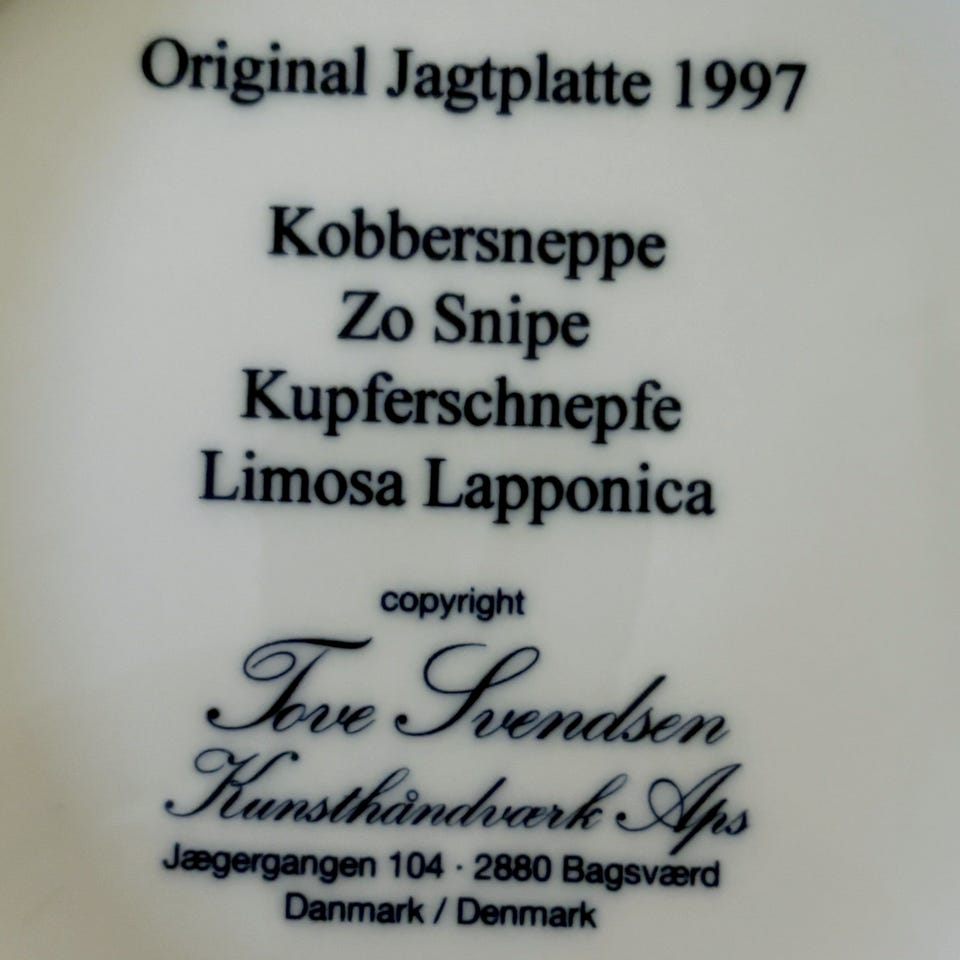 Original Jagtplatte 1997
Kobbersneppe
Zo Snipe
Kupferschnepfe
Limosa Lapponica
copyright
Tove Svendsen
Kunsthåndværk Aps
Jægergangen 104 · 2880 Bagsværd
Danmark / Denmark